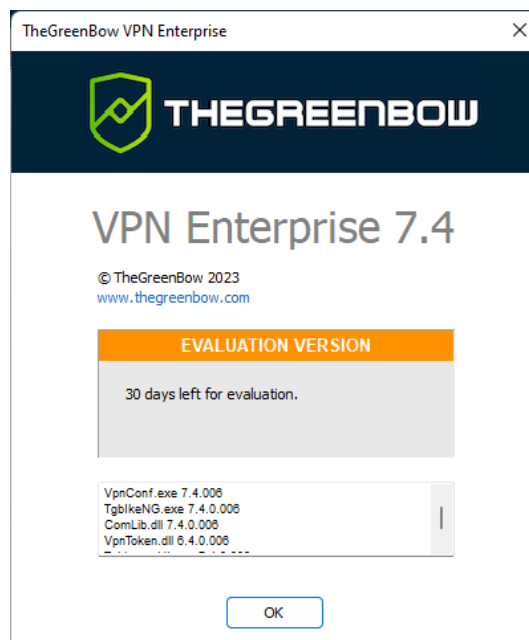 TheGreenBow VPN Enterprise
THEGREENBOW
VPN Enterprise 7.4
© TheGreenBow 2023
www.thegreenbow.com
EVALUATION VERSION
30 days left for evaluation.
VpnConf.exe 7.4.006
TgbIkeNG.exe 7.4.0.006
ComLib.dll 7.4.0.006
VpnToken.dll 6.4.0.006
OK